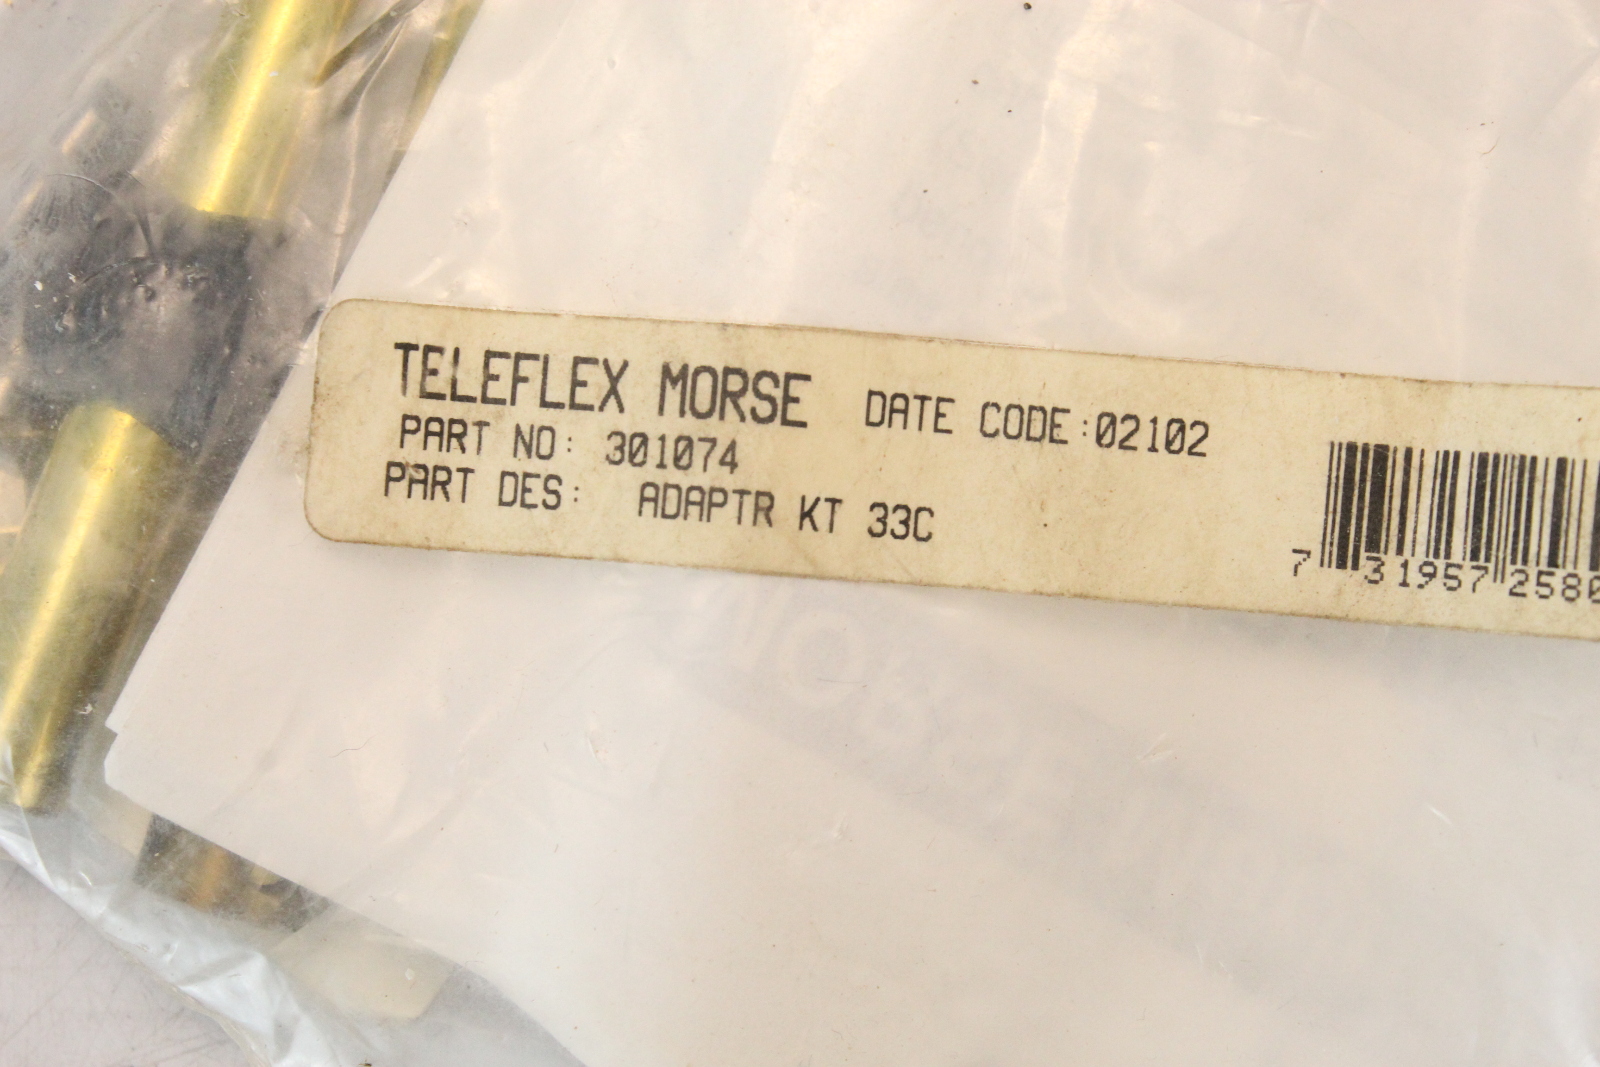 TELEFLEX MORSE DATE CODE:02102
PART NO: 301074
PART DES: ADAPTR KT 33C
7 31957 2580